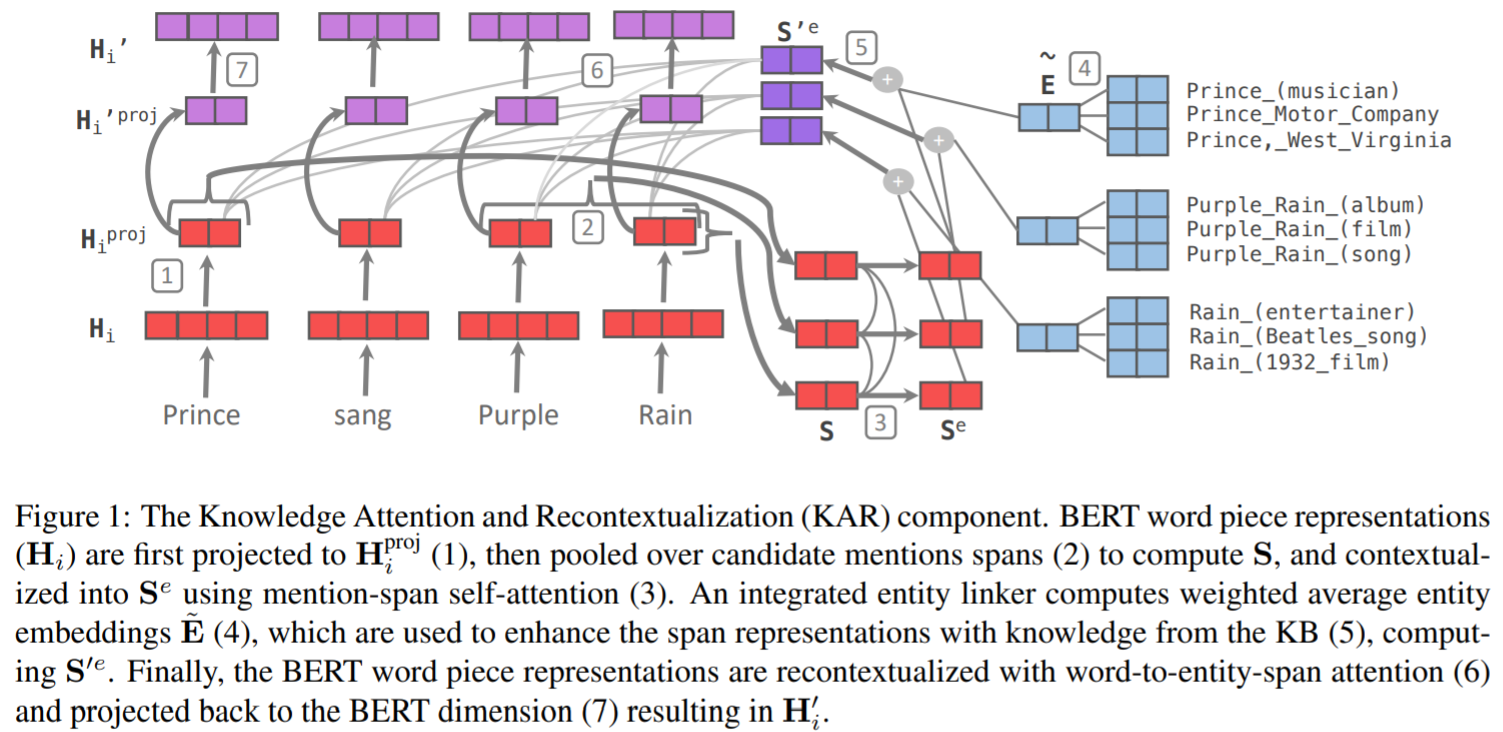 Hi'
7
6
S'e
5
~
E
4
Prince_(musician)
Prince_Motor_Company
Prince,_West_Virginia
Hi'proj
+
+
+
Hiproj
2
1
Purple_Rain_(album)
Purple_Rain_(film)
Purple_Rain_(song)
Hi
Rain_(entertainer)
Rain_(Beatles_song)
Rain_(1932_film)
Prince sang Purple Rain
S
3
Se
Figure 1: The Knowledge Attention and Recontextualization (KAR) component. BERT word piece representations
(Hi) are first projected to Hiproj (1), then pooled over candidate mentions spans (2) to compute S, and contextual-
ized into Se using mention-span self-attention (3). An integrated entity linker computes weighted average entity
embeddings Ẽ (4), which are used to enhance the span representations with knowledge from the KB (5), comput-
ing S′e. Finally, the BERT word piece representations are recontextualized with word-to-entity-span attention (6)
and projected back to the BERT dimension (7) resulting in H′i.